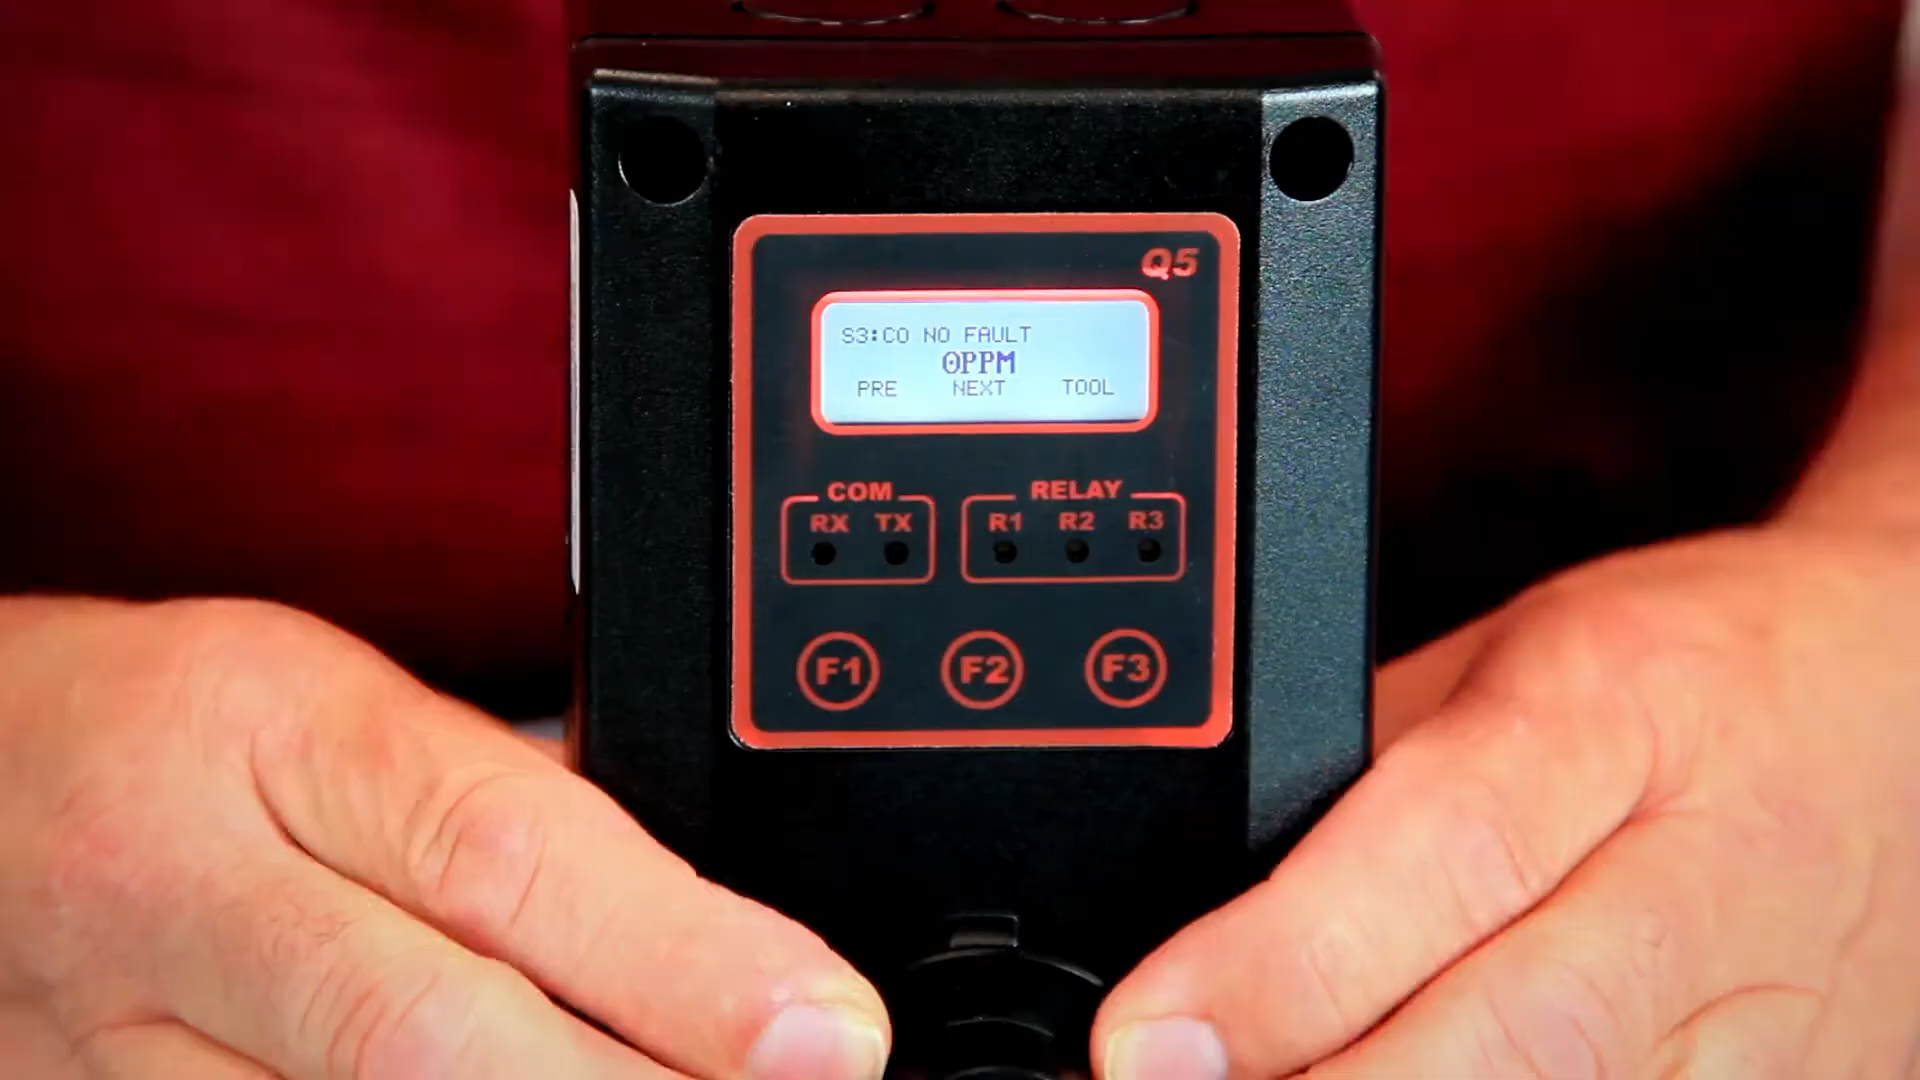 Q5
S3:CO NO FAULT
0PPM
PRE NEXT TOOL
COM RELAY
RX TX R1 R2 R3
F1 F2 F3